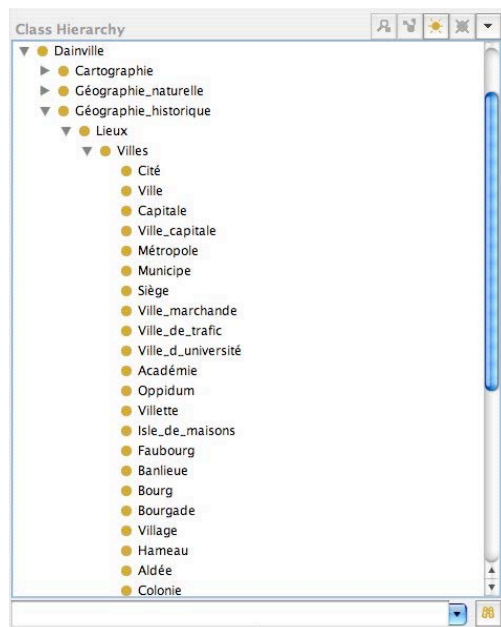 Class Hierarchy
Dainville
Cartographie
Géographie_naturelle
Géographie_historique
Lieux
Villes
Cité
Ville
Capitale
Ville_capitale
Métropole
Municipe
Siège
Ville_marchande
Ville_de_trafic
Ville_d_université
Académie
Oppidum
Villette
Isle_de_maisons
Faubourg
Banlieue
Bourg
Bourgade
Village
Hameau
Aldée
Colonie